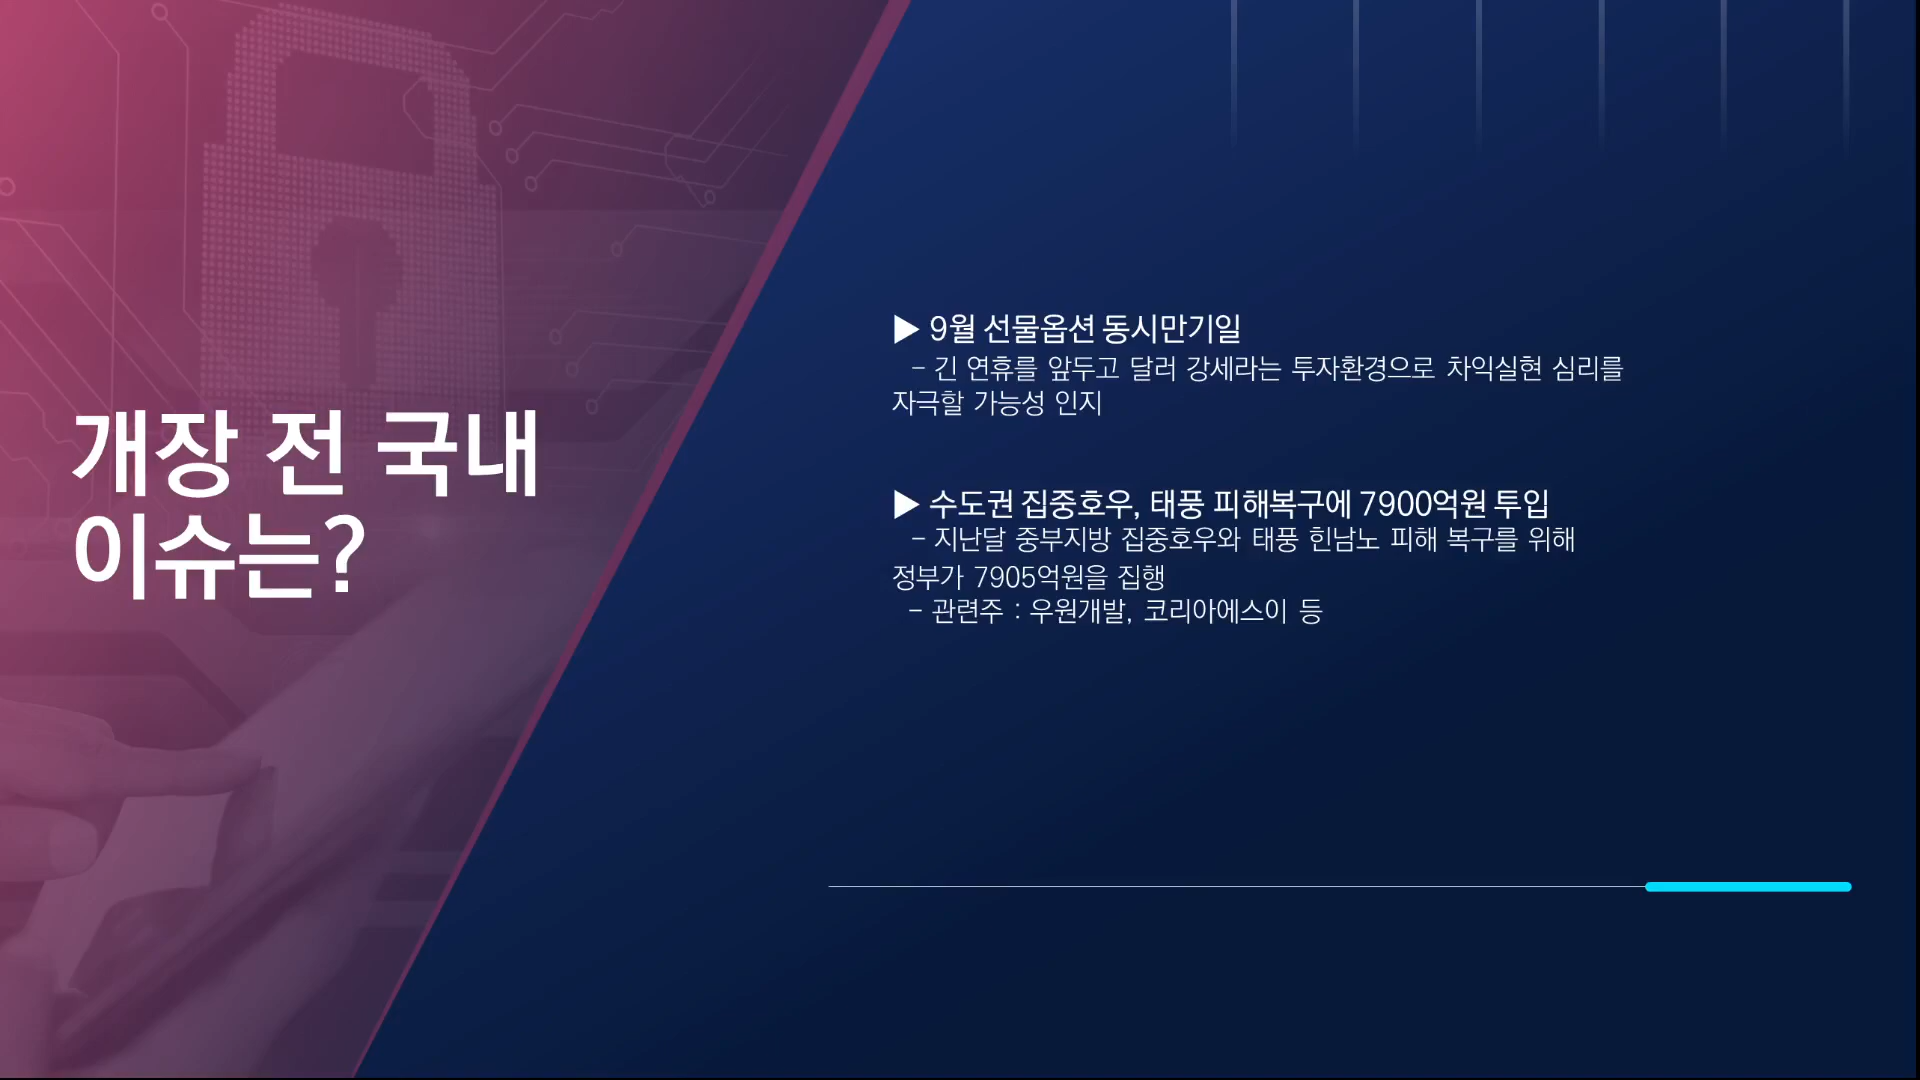 개장 전 국내
이슈는?
▶ 9월 선물옵션 동시만기일
- 긴 연휴를 앞두고 달러 강세라는 투자환경으로 차익실현 심리를
자극할 가능성 인지
▶ 수도권 집중호우, 태풍 피해복구에 7900억원 투입
- 지난달 중부지방 집중호우와 태풍 힌남노 피해 복구를 위해
정부가 7905억원을 집행
- 관련주 : 우원개발, 코리아에스이 등